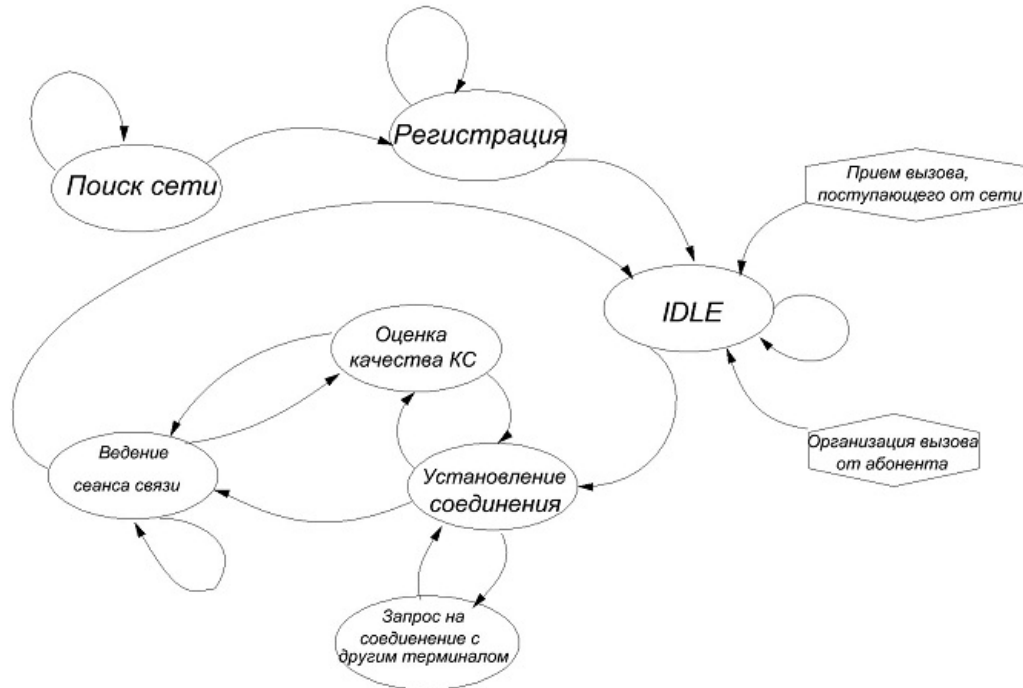 Регистрация
Поиск сети
Прием вызова,
поступающего от сети
IDLE
Оценка
качества КС
Организация вызова
от абонента
Ведение
сеанса связи
Установление
соединения
Запрос на
соедиенение с
другим терминалом